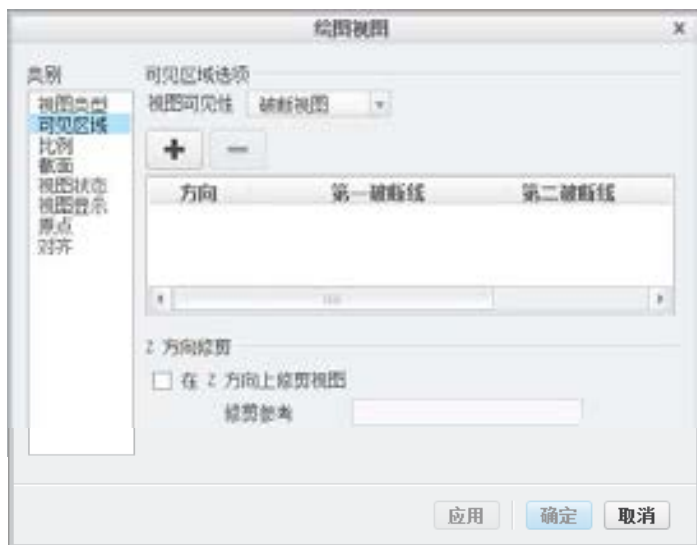 绘图视图
类别
视图类型
可见区域
比例
截面
视图状态
视图显示
原点
对齐
可见区域选项
视图可见性 破断视图
方向 第一破断线 第二破断线
Z 方向修剪
在 Z 方向上修剪视图
修剪参考
应用 确定 取消